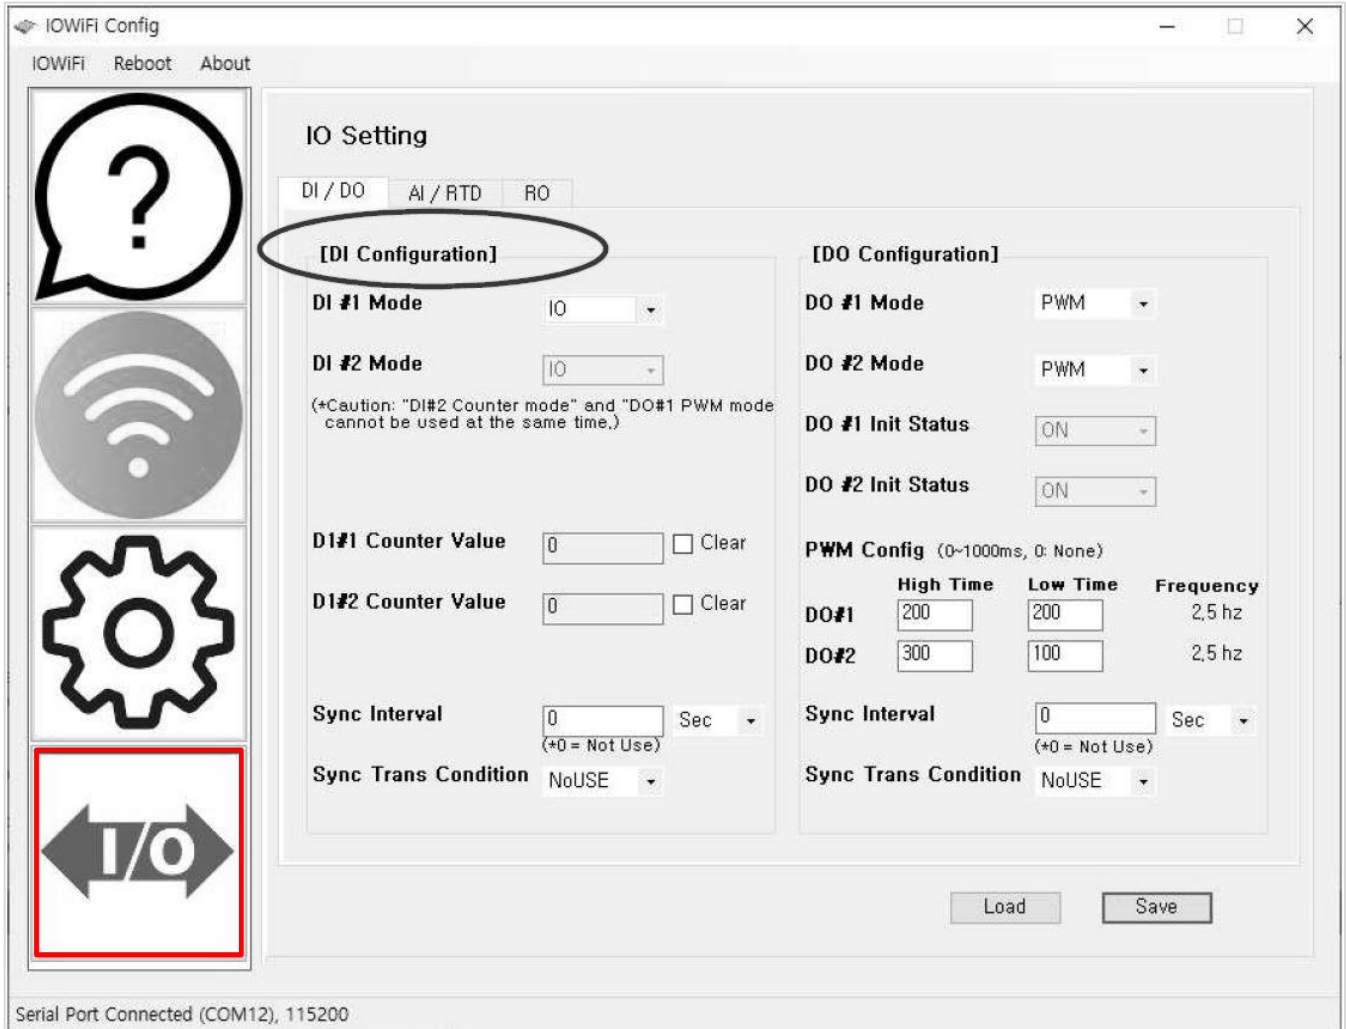 IOWiFi Config
IOWiFi Reboot About
?
IO Setting
DI / DO AI / RTD RO
[DI Configuration]
DI #1 Mode IO
DI #2 Mode IO
(*Caution: "DI#2 Counter mode" and "DO#1 PWM mode
cannot be used at the same time.)
D1#1 Counter Value 0 Clear
D1#2 Counter Value 0 Clear
Sync Interval 0 Sec
(*0 = Not Use)
Sync Trans Condition NoUSE
[DO Configuration]
DO #1 Mode PWM
DO #2 Mode PWM
DO #1 Init Status ON
DO #2 Init Status ON
PWM Config (0~1000ms, 0: None)
High Time Low Time Frequency
DO#1 200 200 2,5 hz
DO#2 300 100 2,5 hz
Sync Interval 0 Sec
(*0 = Not Use)
Sync Trans Condition NoUSE
I/O
Load Save
Serial Port Connected (COM12), 115200